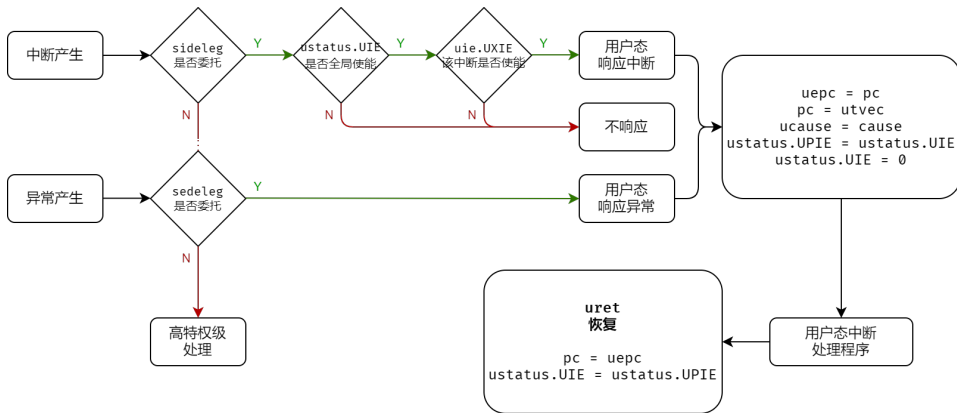 中断产生
sideleg
是否委托
Y
ustatus.UIE
是否全局使能
Y
uie.UXIE
该中断是否使能
Y
用户态
响应中断
N
N
N
不响应
uepc = pc
pc = utvec
ucause = cause
ustatus.UPIE = ustatus.UIE
ustatus.UIE = 0
异常产生
sedeleg
是否委托
Y
用户态
响应异常
N
高特权级
处理
uret
恢复
pc = uepc
ustatus.UIE = ustatus.UPIE
用户态中断
处理程序